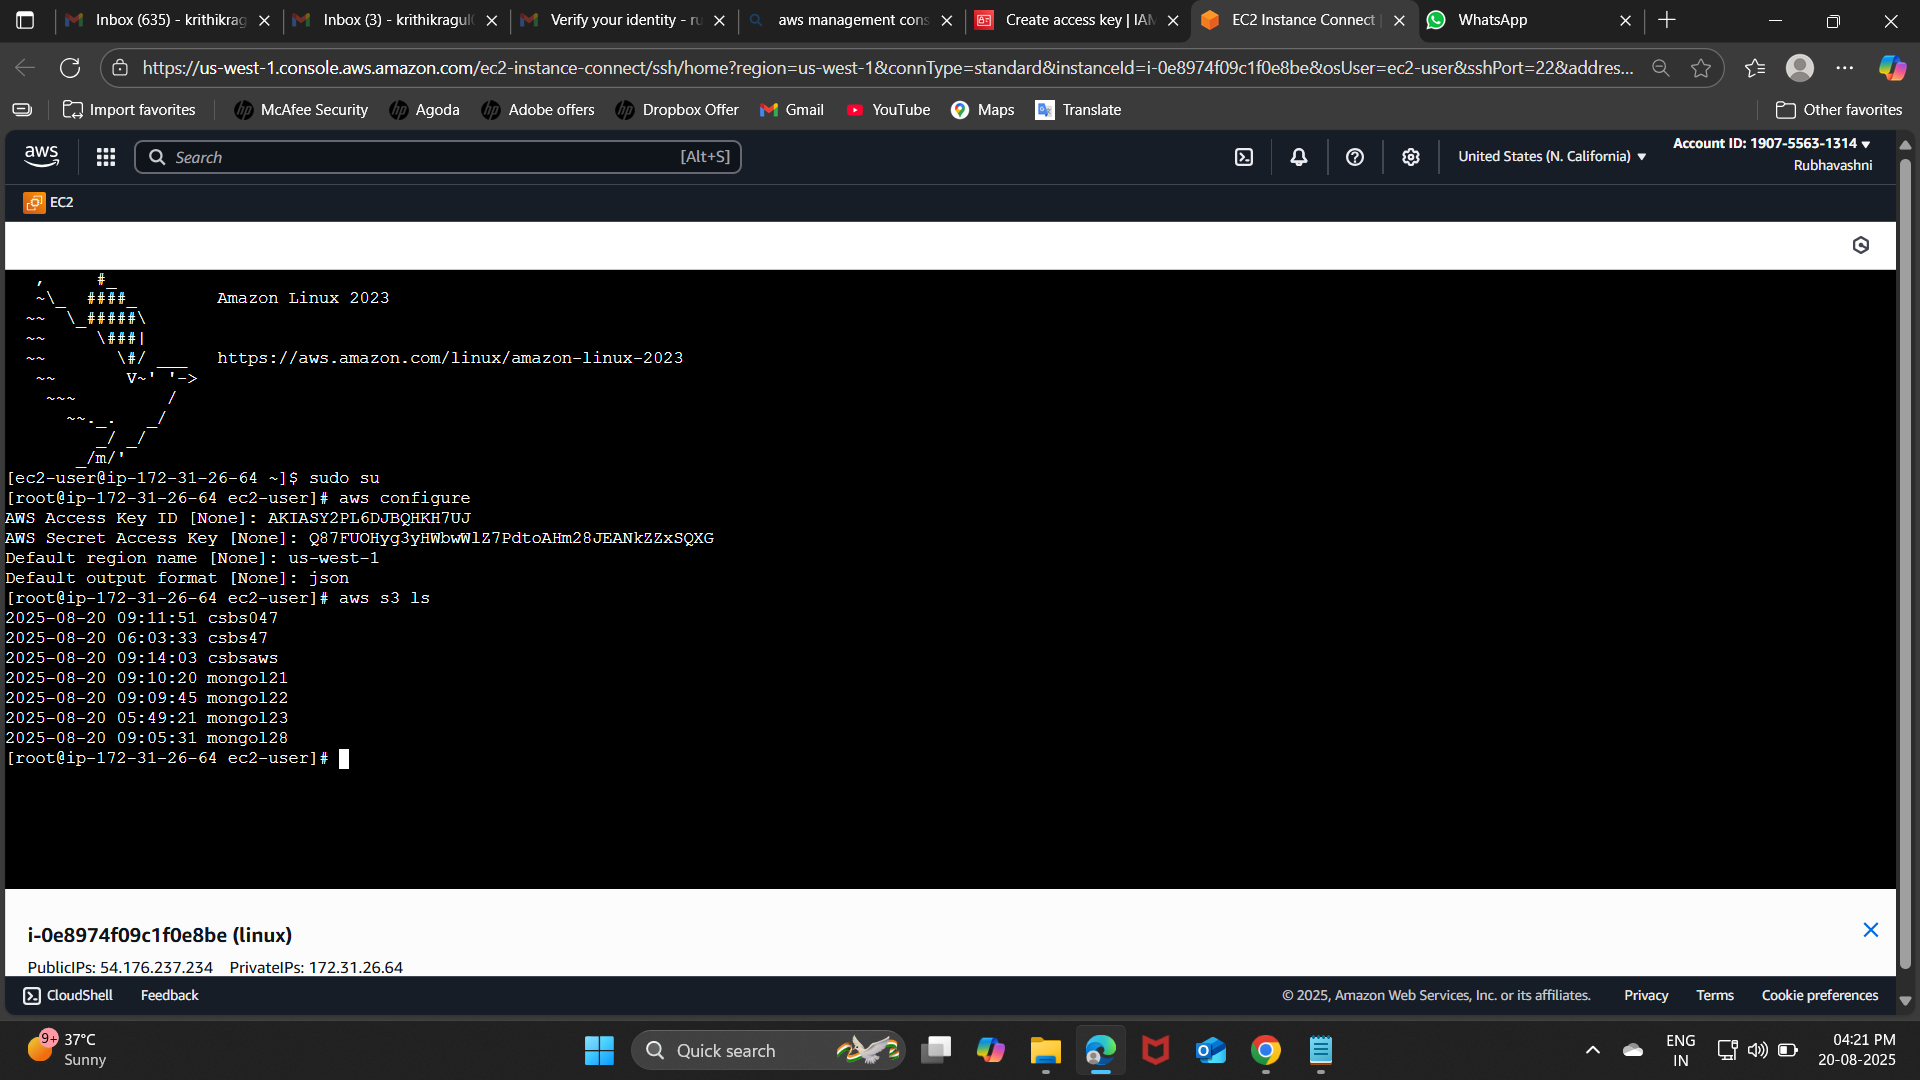 Inbox (635) - krithikrag
Inbox (3) - krithikragul
Verify your identity - ru
aws management cons
Create access key | IAM
EC2 Instance Connect
WhatsApp
https://us-west-1.console.aws.amazon.com/ec2-instance-connect/ssh/home?region=us-west-1&connType=standard&instanceId=i-0e8974f09c1f0e8be&osUser=ec2-user&sshPort=22&addres...
Import favorites
McAfee Security
Agoda
Adobe offers
Dropbox Offer
Gmail
YouTube
Maps
Translate
Other favorites
aws
Search
[Alt+S]
United States (N. California)
Account ID: 1907-5563-1314
Rubhavashni
EC2
Amazon Linux 2023
https://aws.amazon.com/linux/amazon-linux-2023
[ec2-user@ip-172-31-26-64 ~]$ sudo su
[root@ip-172-31-26-64 ec2-user]# aws configure
AWS Access Key ID [None]: [redacted]
AWS Secret Access Key [None]: [redacted]
Default region name [None]: us-west-1
Default output format [None]: json
[root@ip-172-31-26-64 ec2-user]# aws s3 ls
2025-08-20 09:11:51 csbs047
2025-08-20 06:03:33 csbs47
2025-08-20 09:14:03 csbsaws
2025-08-20 09:10:20 mongol21
2025-08-20 09:09:45 mongol22
2025-08-20 05:49:21 mongol23
2025-08-20 09:05:31 mongol28
[root@ip-172-31-26-64 ec2-user]#
i-0e8974f09c1f0e8be (linux)
PublicIPs: 54.176.237.234 PrivateIPs: 172.31.26.64
CloudShell
Feedback
© 2025, Amazon Web Services, Inc. or its affiliates.
Privacy
Terms
Cookie preferences
9+
37°C
Sunny
Quick search
ENG
IN
04:21 PM
20-08-2025